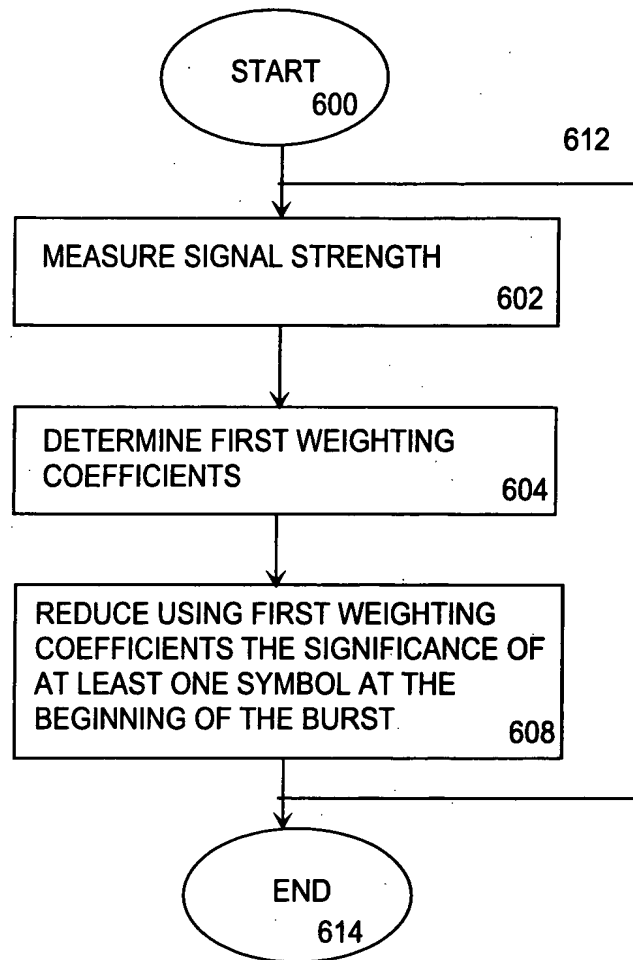 START
600
612
MEASURE SIGNAL STRENGTH
602
DETERMINE FIRST WEIGHTING
COEFFICIENTS
604
REDUCE USING FIRST WEIGHTING
COEFFICIENTS THE SIGNIFICANCE OF
AT LEAST ONE SYMBOL AT THE
BEGINNING OF THE BURST
608
END
614